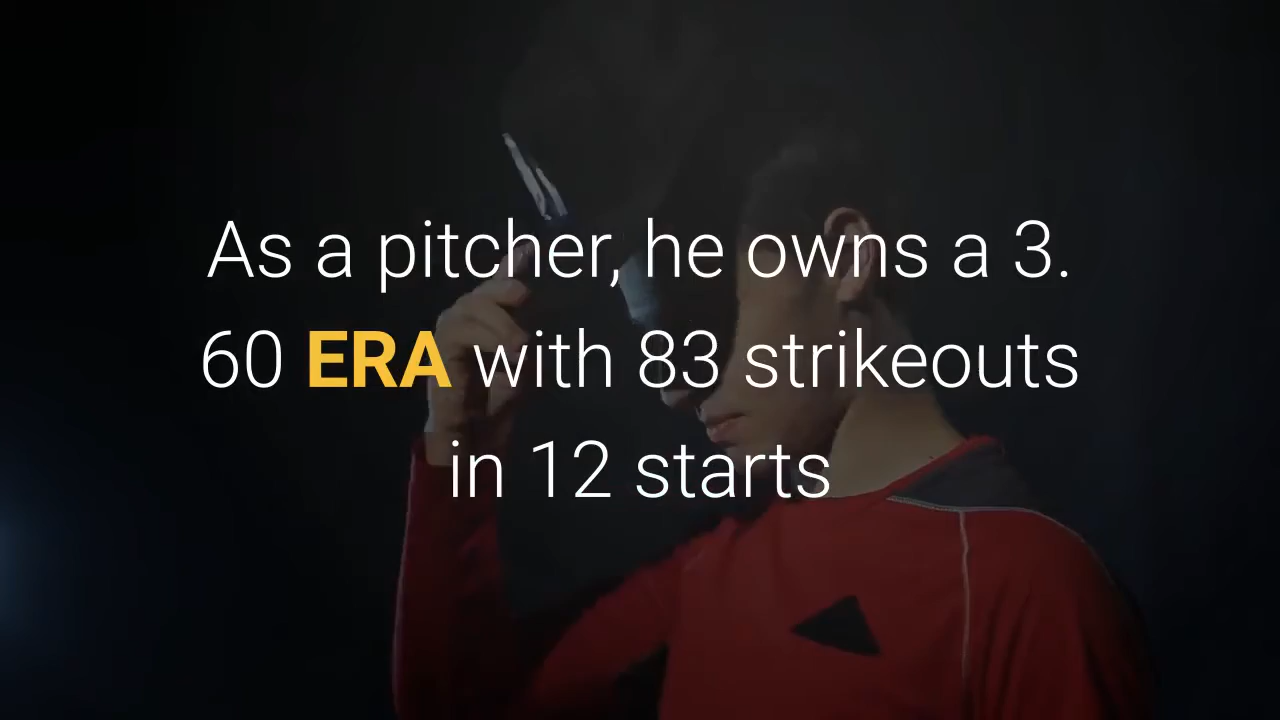 As a pitcher, he owns a 3.
60 ERA with 83 strikeouts
in 12 starts